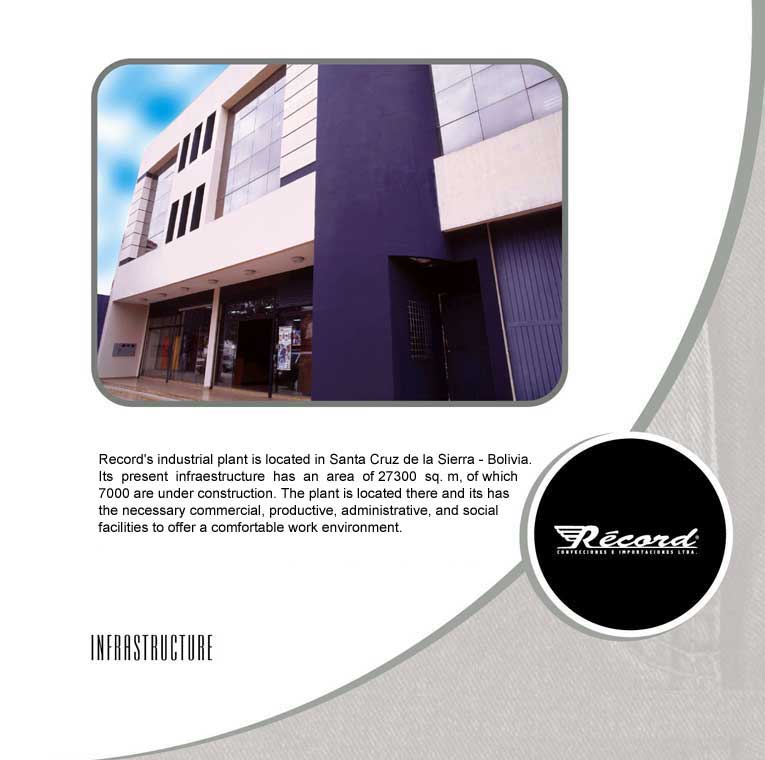 Record's industrial plant is located in Santa Cruz de la Sierra - Bolivia.
Its present infraestructure has an area of 27300 sq. m, of which
7000 are under construction. The plant is located there and its has
the necessary commercial, productive, administrative, and social
facilities to offer a comfortable work environment.
Récord®
CONFECCIONES E IMPORTACIONES LTDA.
INFRASTRUCTURE